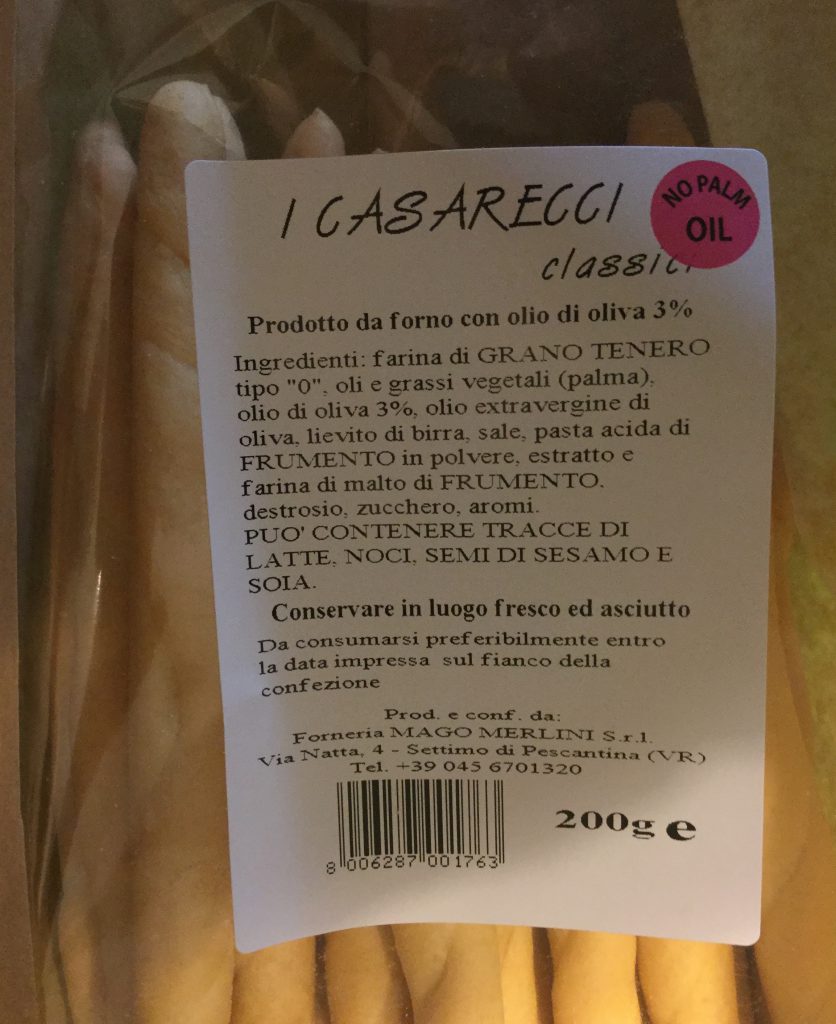 I CASARECCI
classici
NO PALM
OIL
Prodotto da forno con olio di oliva 3%
Ingredienti: farina di GRANO TENERO
tipo "0", oli e grassi vegetali (palma),
olio di oliva 3%, olio extravergine di
oliva, lievito di birra, sale, pasta acida di
FRUMENTO in polvere, estratto e
farina di malto di FRUMENTO,
destrosio, zucchero, aromi.
PUO' CONTENERE TRACCE DI
LATTE, NOCI, SEMI DI SESAMO E
SOIA.
Conservare in luogo fresco ed asciutto
Da consumarsi preferibilmente entro
la data impressa sul fianco della
confezione
Prod. e conf. da:
Forneria MAGO MERLINI S.r.l.
Via Natta, 4 - Settimo di Pescantina (VR)
Tel. +39 045 6701320
200g e
8 006287 001763